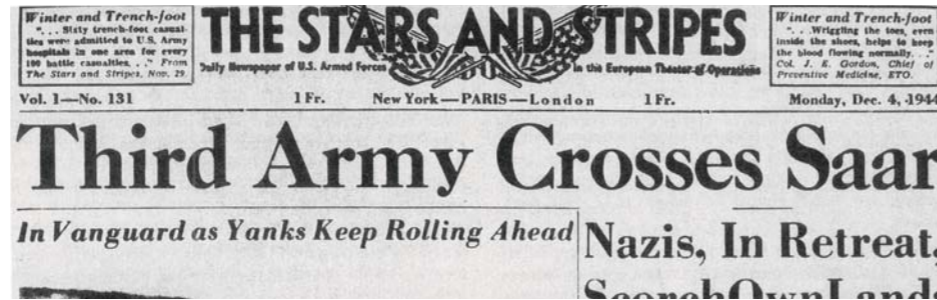 Winter and Trench-foot
". . . Sixty trench-foot casual-
ties were admitted to U.S. Army
hospitals in one area for every
100 battle casualties. . ." From
The Stars and Stripes, Nov. 29.
THE STARS AND STRIPES
Daily Newspaper of U.S. Armed Forces
in the European Theater of Operations
Winter and Trench-foot
". . .Wriggling the toes, even
inside the shoes, helps to keep
blood moving normally. . ."
Col. J. E. Gordon, Chief of
Preventive Medicine, ETO.
Vol. 1—No. 131
1 Fr.
New York—PARIS—London
1 Fr.
Monday, Dec. 4, 1944
Third Army Crosses Saar
In Vanguard as Yanks Keep Rolling Ahead
Nazis, In Retreat,
Scorch Own Lands